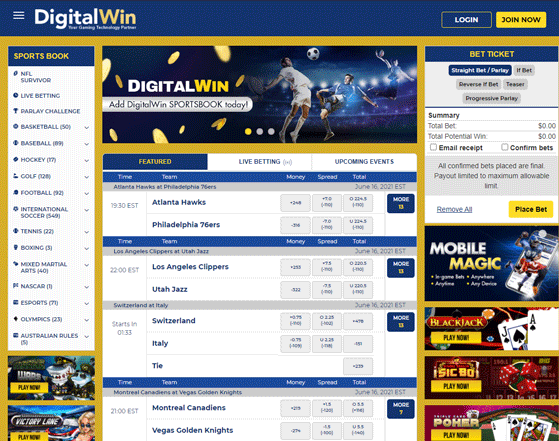 DigitalWin
Your Gaming Technology Partner
LOGIN
JOIN NOW
SPORTS BOOK
NFL SURVIVOR
LIVE BETTING
PARLAY CHALLENGE
BASKETBALL (50)
BASEBALL (89)
HOCKEY (17)
GOLF (128)
FOOTBALL (92)
INTERNATIONAL SOCCER (549)
TENNIS (22)
BOXING (3)
MIXED MARTIAL ARTS (40)
NASCAR (1)
ESPORTS (71)
OLYMPICS (23)
AUSTRALIAN RULES (5)
WARS
PLAY NOW!
VICTORY LANE
PLAY NOW!
DIGITALWIN
Add DigitalWin SPORTSBOOK today!
FEATURED
LIVE BETTING
UPCOMING EVENTS
Time Team Money Spread Total
Atlanta Hawks at Philadelphia 76ers June 16, 2021 EST
19:30 EST Atlanta Hawks +248 +7.0 (-110) O 224.5 (-110) MORE 13
Philadelphia 76ers -316 -7.0 (-110) U 224.5 (-110)
Time Team Money Spread Total
Los Angeles Clippers at Utah Jazz June 16, 2021 EST
22:00 EST Los Angeles Clippers +255 +7.5 (-110) O 220.5 (-110) MORE 13
Utah Jazz -322 -7.5 (-110) U 220.5 (-110)
Switzerland at Italy June 16, 2021 EST
Starts In 01:33 Switzerland +0.75 (-110) O 2.25 (-102) +478 MORE 13
Italy -0.75 (-109) U 2.25 (-118) -151
Tie +259
Time Team Money Spread Total
Montreal Canadiens at Vegas Golden Knights June 16, 2021 EST
21:00 EST Montreal Canadiens +215 +1.5 (-120) O 5.5 MORE 7
Vegas Golden Knights -274 -1.5 (-100) U 5.5 (-140)
BET TICKET
Straight Bet / Parlay
If Bet
Reverse If Bet
Teaser
Progressive Parlay
Summary
Total Bet: $0.00
Total Potential Win: $0.00
Email receipt
Confirm bets
All confirmed bets placed are final.
Payout limited to maximum allowable
limit.
Remove All
Place Bet
MOBILE
MAGIC
• In-game Bets • Anywhere
• Anytime • Any Device
BLACKJACK
PLAY NOW!
SIC BO
PLAY NOW!
TRIPLE CARD
POKER
PLAY NOW!